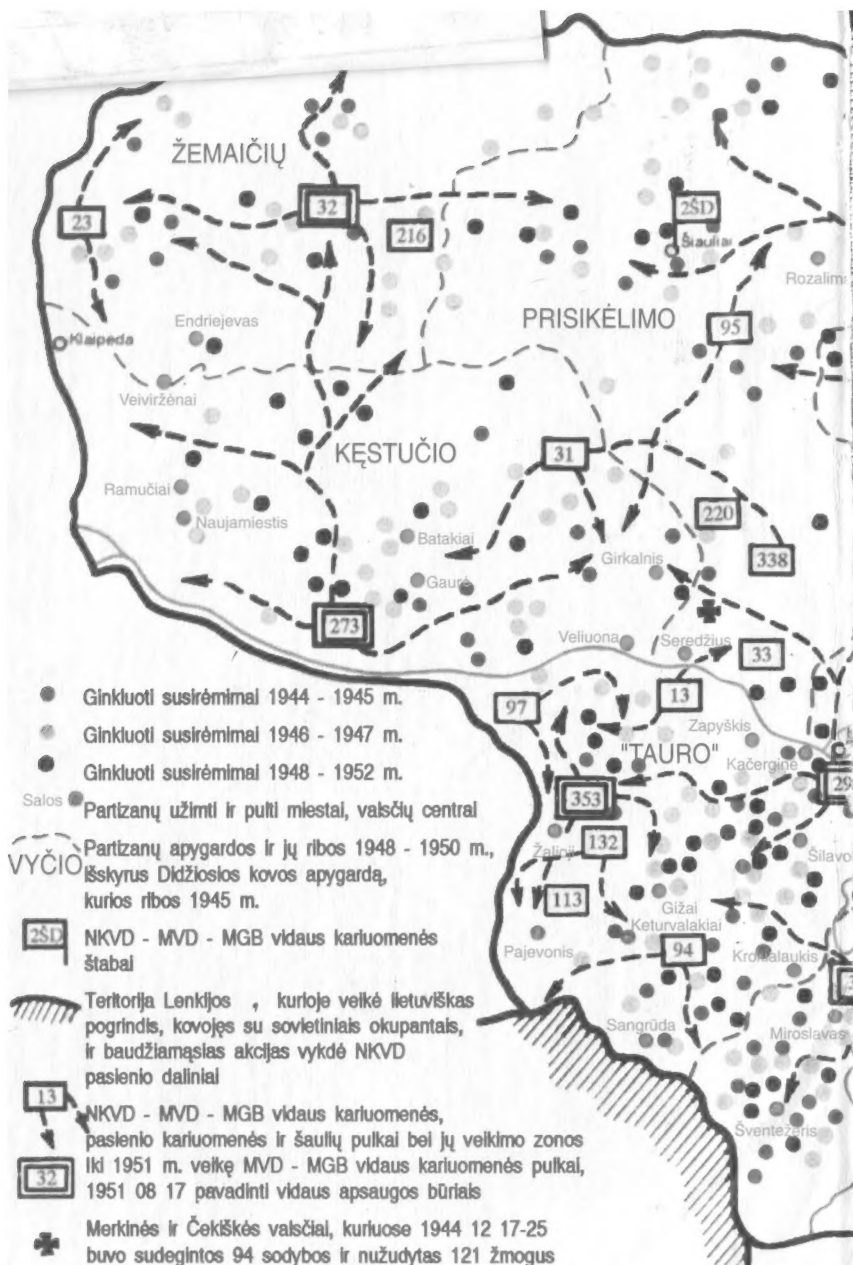 ŽEMAIČIŲ
32
2ŠD
23
216
Šiauliai
Rozalim
PRISIKĖLIMO
95
Endriejevas
Klaipėda
Veiviržėnai
KĘSTUČIO
31
Ramučiai
Naujamiestis
220
Batakiai
Girkalnis
338
Gaurė
273
Veliuona
Seredžius
33
97
13
Zapyškis
"TAURO"
Kačerginė
353
29
132
Žalioji
Šilavo
113
Gižai
Keturvalakiai
Pajevonis
94
Krokialaukis
Sangrūda
Miroslavas
Šventežeris
Ginkluoti susirėmimai 1944 - 1945 m.
Ginkluoti susirėmimai 1946 - 1947 m.
Ginkluoti susirėmimai 1948 - 1952 m.
Salos
Partizanų užimti ir pulti miestai, valsčių centrai
VYČIO
Partizanų apygardos ir jų ribos 1948 - 1950 m.,
išskyrus Didžiosios kovos apygardą,
kurios ribos 1945 m.
2ŠD
NKVD - MVD - MGB vidaus kariuomenės
štabai
Teritorija Lenkijos , kurioje veikė lietuviškas
pogrindis, kovojęs su sovietiniais okupantais,
ir baudžiamąsias akcijas vykdė NKVD
pasienio daliniai
13
NKVD - MVD - MGB vidaus kariuomenės,
pasienio kariuomenės ir šaulių pulkai bei jų veikimo zonos
32
Iki 1951 m. veikę MVD - MGB vidaus kariuomenės pulkai,
1951 08 17 pavadinti vidaus apsaugos būriais
Merkinės ir Čekiškės valsčiai, kuriuose 1944 12 17-25
buvo sudegintos 94 sodybos ir nužudytas 121 žmogus